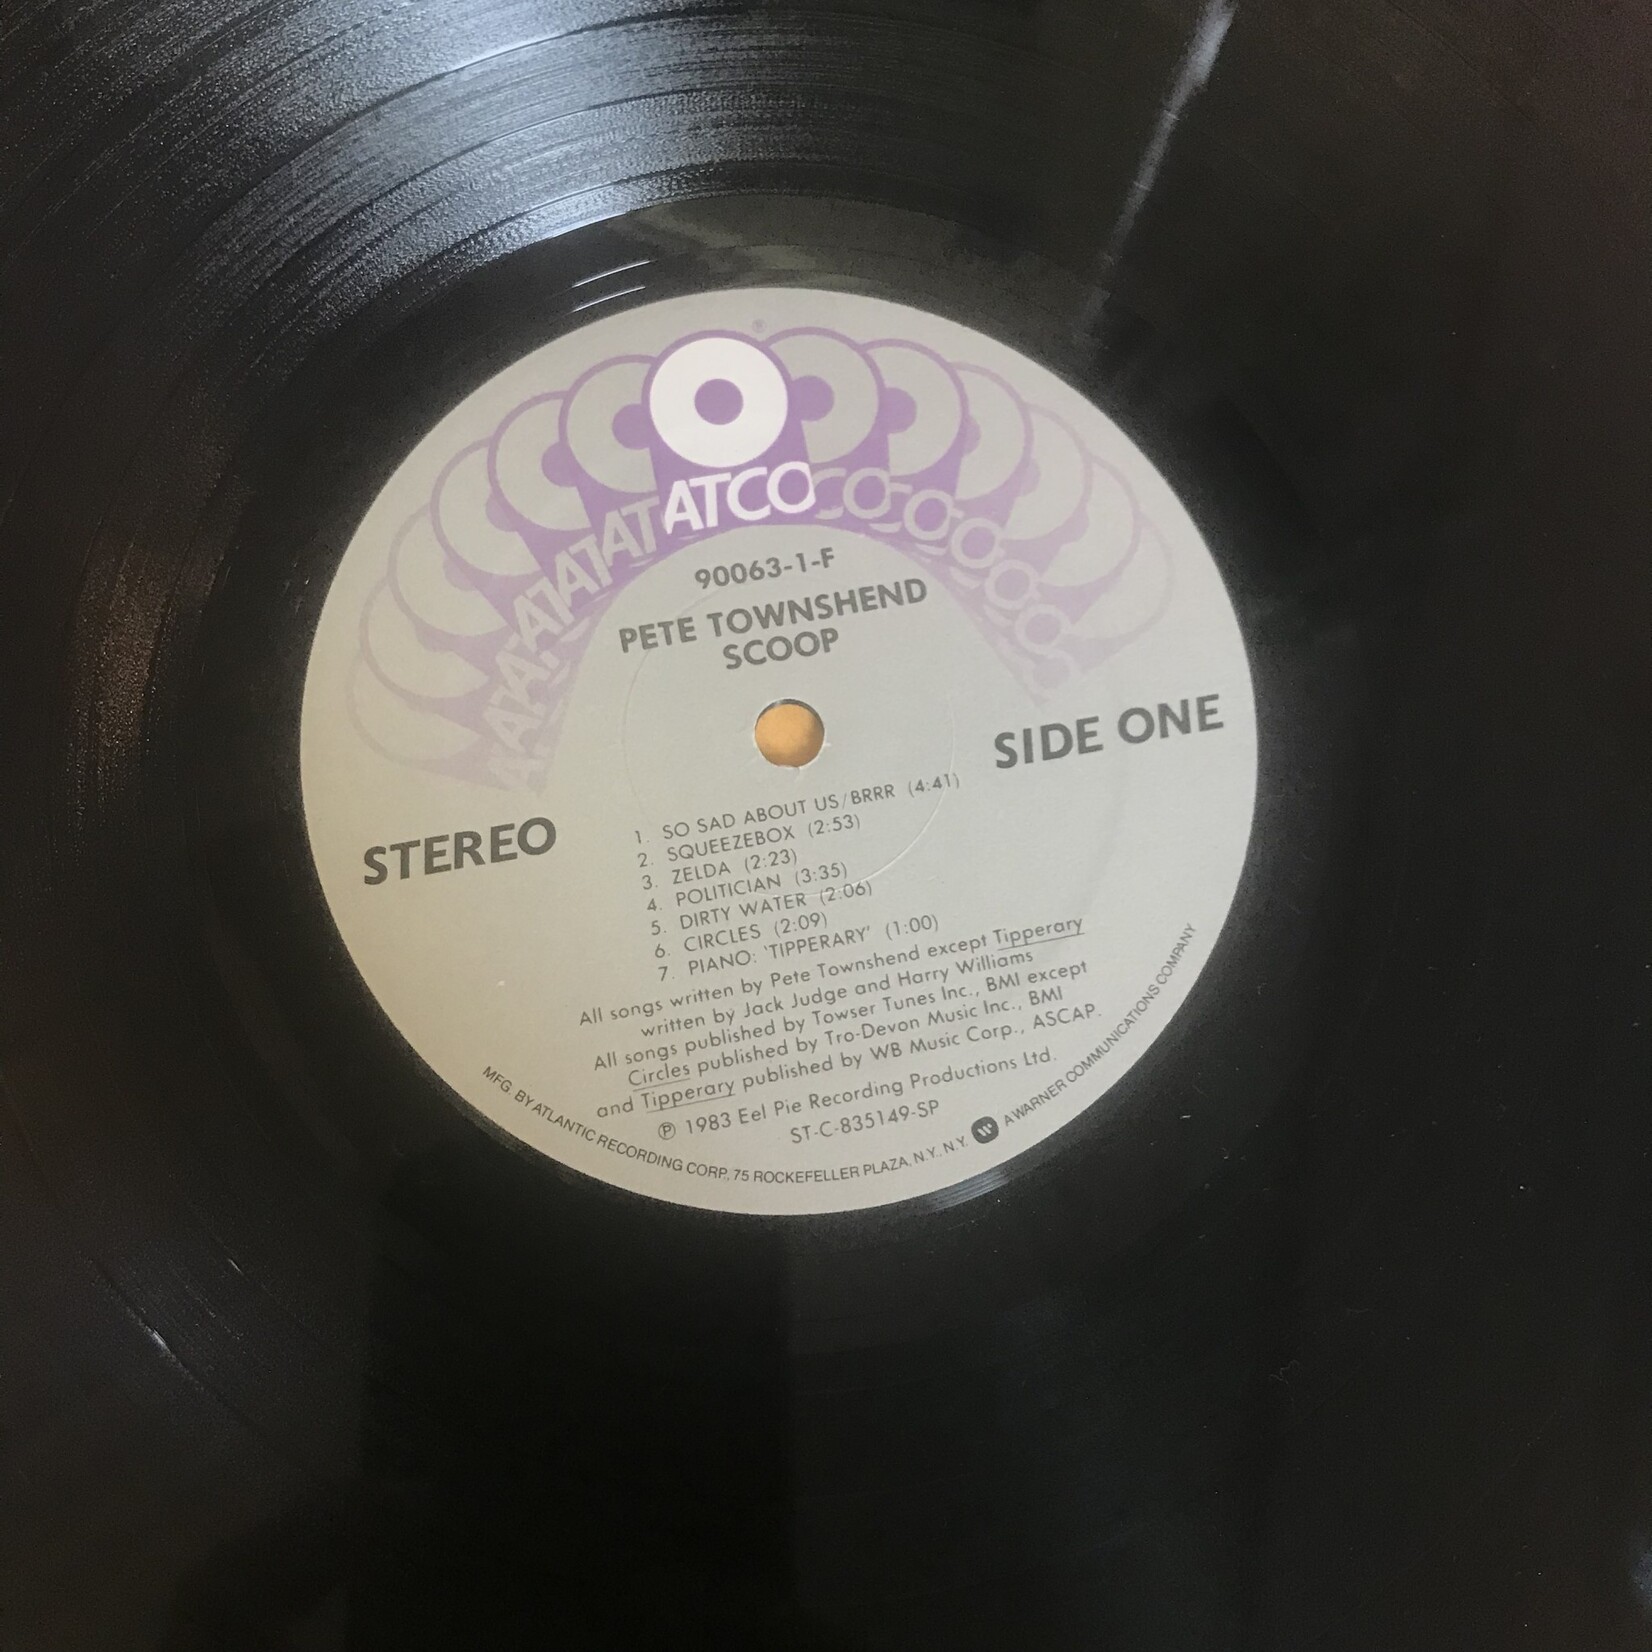 ®
ATCO
90063-1-F
PETE TOWNSHEND
SCOOP
SIDE ONE
STEREO
1. SO SAD ABOUT US/BRRR (4:41)
2. SQUEEZEBOX (2:53)
3. ZELDA (2:23)
4. POLITICIAN (3:35)
5. DIRTY WATER (2:06)
6. CIRCLES (2:09)
7. PIANO: 'TIPPERARY' (1:00)
All songs written by Pete Townshend except Tipperary
written by Jack Judge and Harry Williams
All songs published by Towser Tunes Inc., BMI except
Circles published by Tro-Devon Music Inc., BMI
and Tipperary published by WB Music Corp., ASCAP.
℗ 1983 Eel Pie Recording Productions Ltd.
ST-C-835149-SP
MFG. BY ATLANTIC RECORDING CORP., 75 ROCKEFELLER PLAZA, N.Y., N.Y. A WARNER COMMUNICATIONS COMPANY